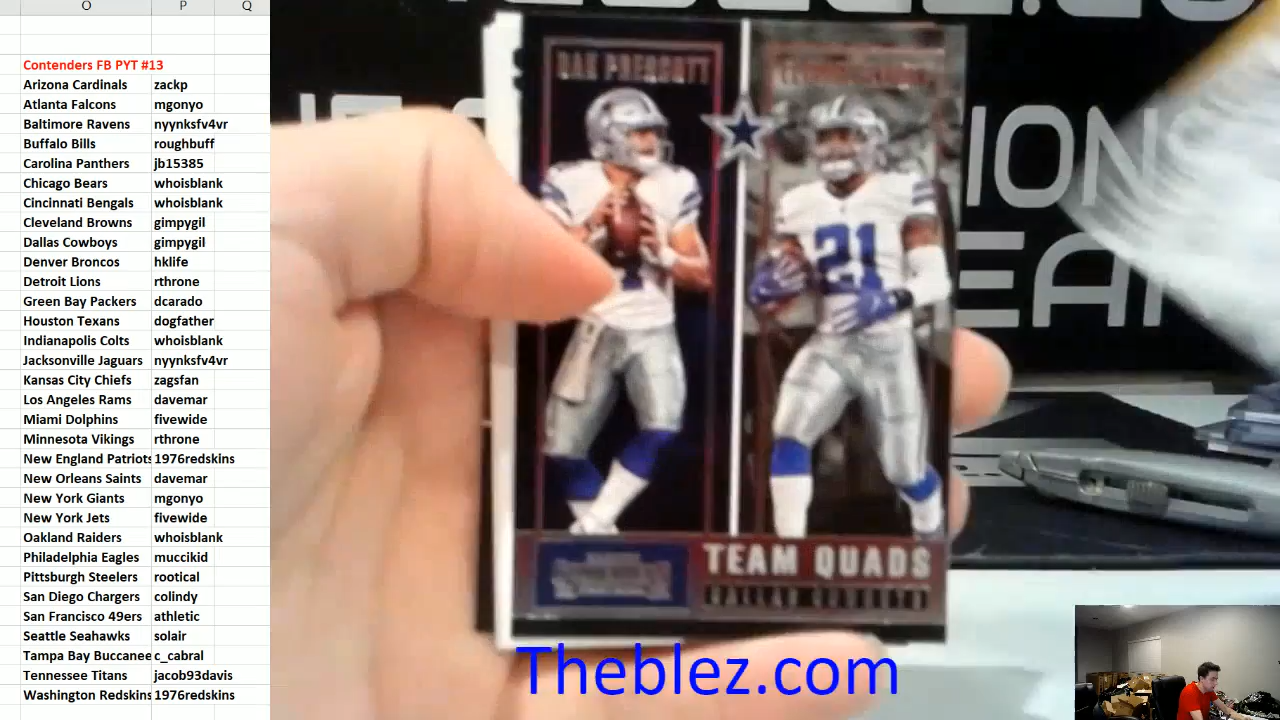 O P Q
Contenders FB PYT #13
Arizona Cardinals zackp
Atlanta Falcons mgonyo
Baltimore Ravens nyynksfv4vr
Buffalo Bills roughbuff
Carolina Panthers jb15385
Chicago Bears whoisblank
Cincinnati Bengals whoisblank
Cleveland Browns gimpygil
Dallas Cowboys gimpygil
Denver Broncos hklife
Detroit Lions rthrone
Green Bay Packers dcarado
Houston Texans dogfather
Indianapolis Colts whoisblank
Jacksonville Jaguars nyynksfv4vr
Kansas City Chiefs zagsfan
Los Angeles Rams davemar
Miami Dolphins fivewide
Minnesota Vikings rthrone
New England Patriots 1976redskins
New Orleans Saints davemar
New York Giants mgonyo
New York Jets fivewide
Oakland Raiders whoisblank
Philadelphia Eagles muccikid
Pittsburgh Steelers rootical
San Diego Chargers colindy
San Francisco 49ers athletic
Seattle Seahawks solair
Tampa Bay Buccanee c_cabral
Tennessee Titans jacob93davis
Washington Redskins 1976redskins
DAK PRESCOTT
21
TEAM QUADS
DALLAS COWBOYS
Theblez.com